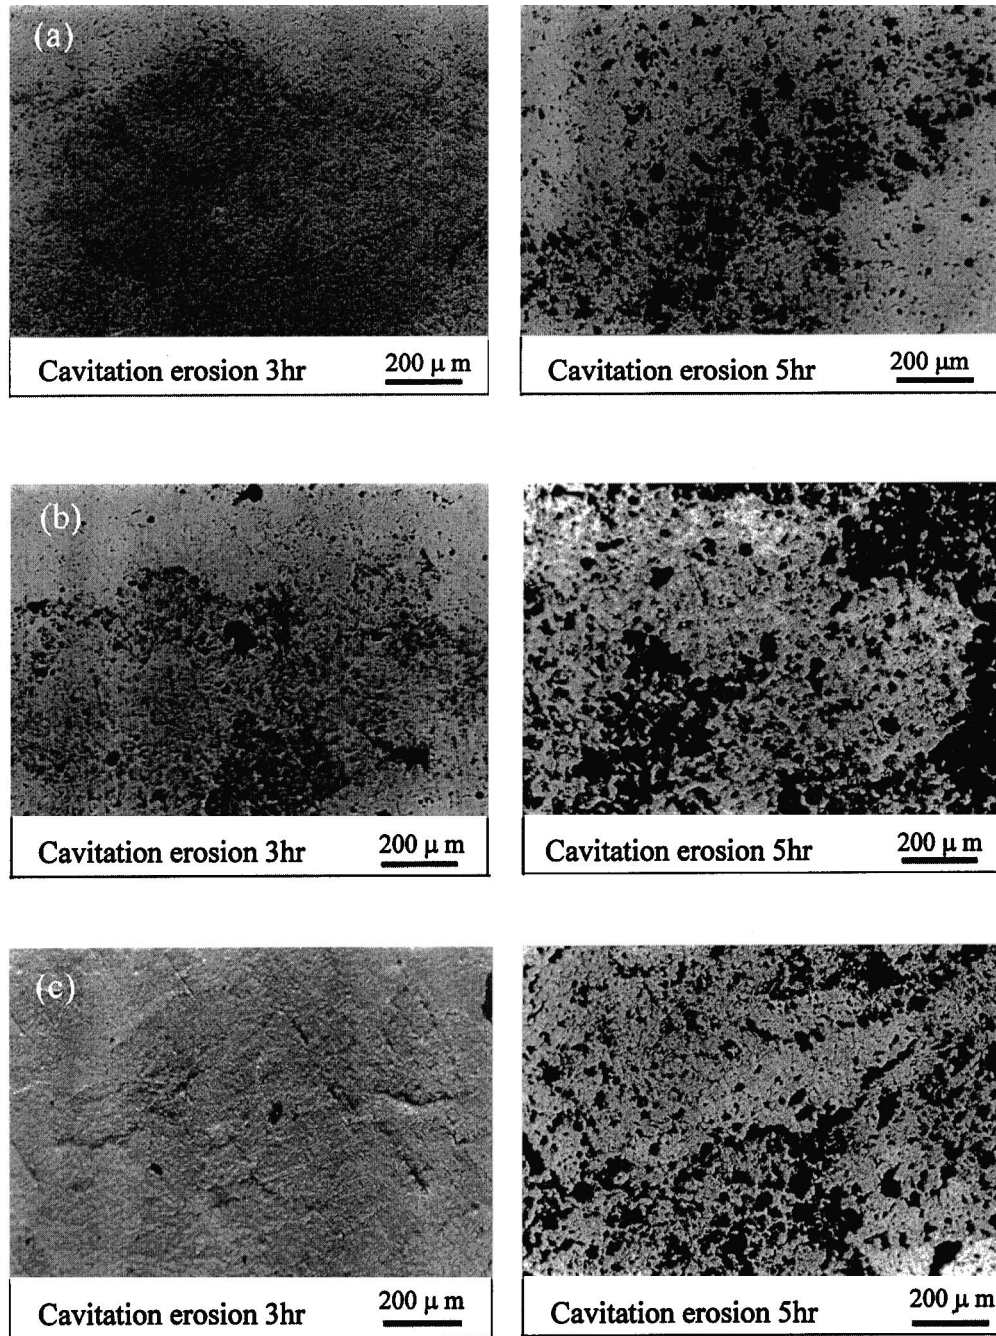 (a)
Cavitation erosion 3hr 200 μ m
Cavitation erosion 5hr 200 μm
(b)
Cavitation erosion 3hr 200 μ m
Cavitation erosion 5hr 200 μ m
(c)
Cavitation erosion 3hr 200 μ m
Cavitation erosion 5hr 200 μ m